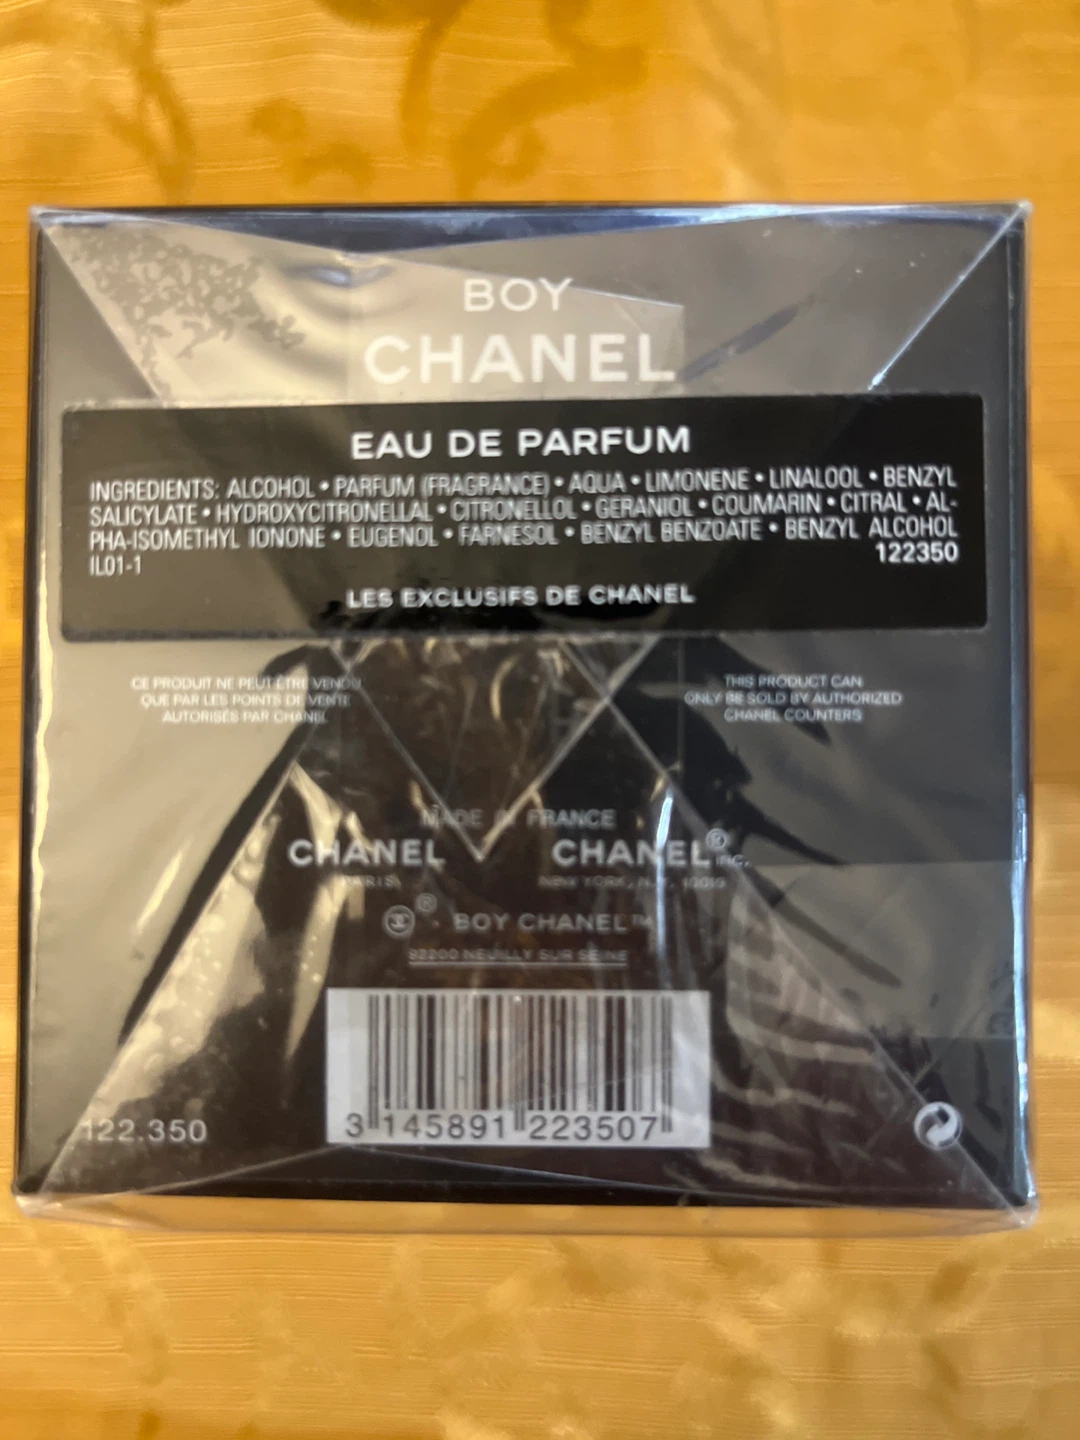 BOY
CHANEL
EAU DE PARFUM
INGREDIENTS: ALCOHOL • PARFUM (FRAGRANCE) • AQUA • LIMONENE • LINALOOL • BENZYL
SALICYLATE • HYDROXYCITRONELLAL • CITRONELLOL • GERANIOL • COUMARIN • CITRAL • AL-
PHA-ISOMETHYL IONONE • EUGENOL • FARNESOL • BENZYL BENZOATE • BENZYL ALCOHOL
IL01-1 122350
LES EXCLUSIFS DE CHANEL
CE PRODUIT NE PEUT ÊTRE VENDU
QUE PAR LES POINTS DE VENTE
AUTORISÉS PAR CHANEL
THIS PRODUCT CAN
ONLY BE SOLD BY AUTHORIZED
CHANEL COUNTERS
MADE IN FRANCE
CHANEL CHANEL® INC.
PARIS NEW YORK, N.Y. 10019
® · BOY CHANEL™
92200 NEUILLY SUR SEINE
3 145891 223507
122.350